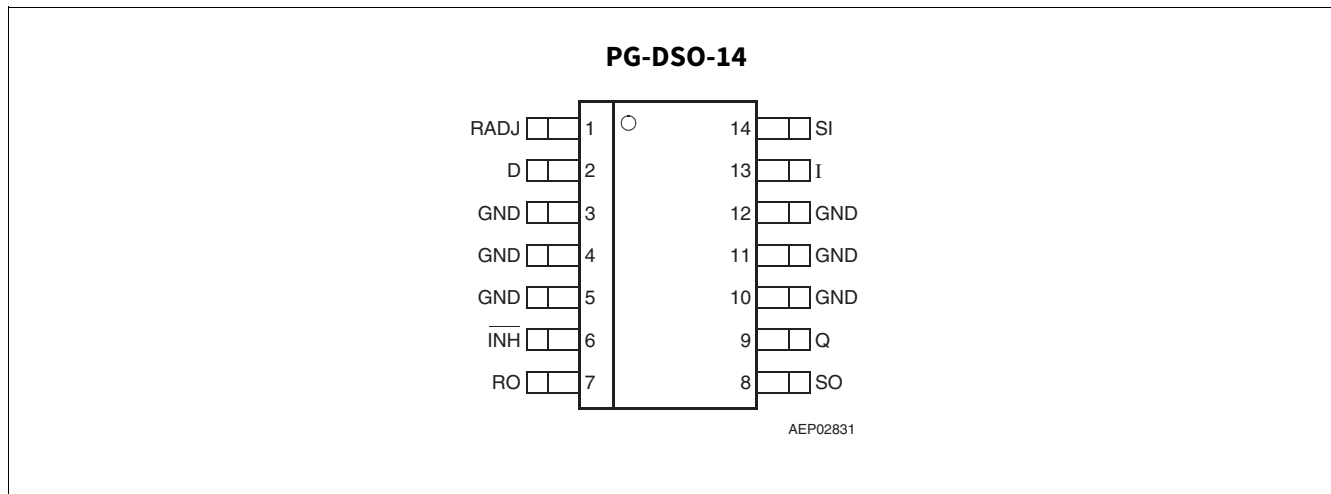 PG-DSO-14
RADJ 1 14 SI
D 2 13 I
GND 3 12 GND
GND 4 11 GND
GND 5 10 GND
INH 6 9 Q
RO 7 8 SO
AEP02831